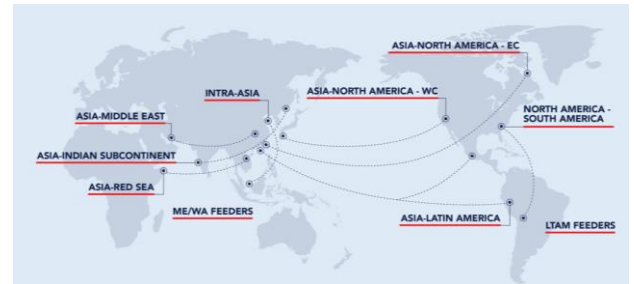 ASIA-NORTH AMERICA - EC
INTRA-ASIA
ASIA-NORTH AMERICA - WC
NORTH AMERICA -
SOUTH AMERICA
ASIA-MIDDLE EAST
ASIA-INDIAN SUBCONTINENT
ASIA-RED SEA
ME/WA FEEDERS
ASIA-LATIN AMERICA
LTAM FEEDERS